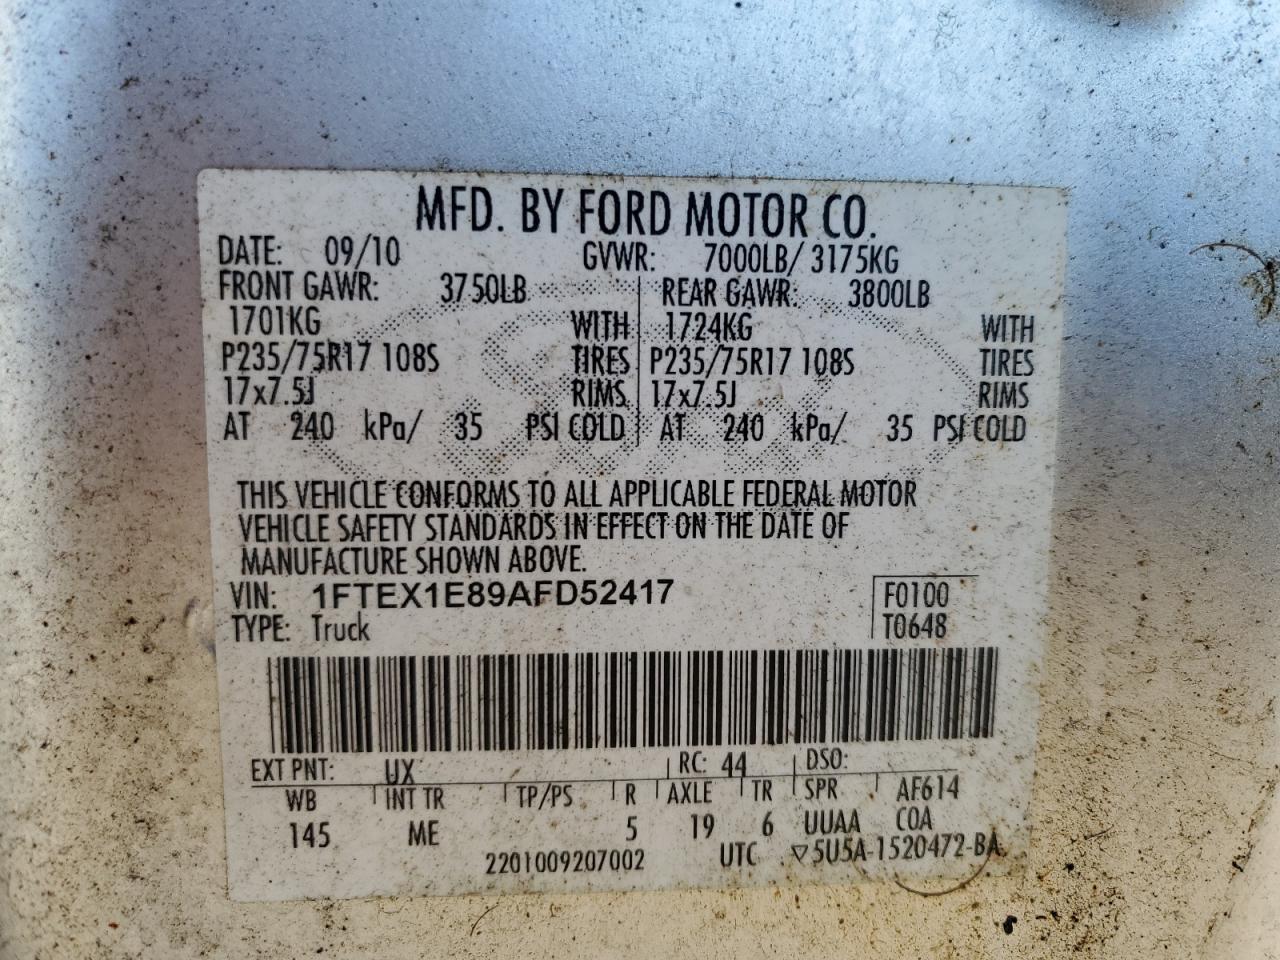 MFD. BY FORD MOTOR CO.
DATE: 09/10 GVWR: 7000LB/ 3175KG
FRONT GAWR: 3750LB REAR GAWR: 3800LB
1701KG WITH 1724KG WITH
P235/75R17 108S TIRES P235/75R17 108S TIRES
17x7.5J RIMS 17x7.5J RIMS
AT 240 kPa/ 35 PSI COLD AT 240 kPa/ 35 PSI COLD
THIS VEHICLE CONFORMS TO ALL APPLICABLE FEDERAL MOTOR
VEHICLE SAFETY STANDARDS IN EFFECT ON THE DATE OF
MANUFACTURE SHOWN ABOVE.
VIN: 1FTEX1E89AFD52417 F0100
TYPE: Truck T0648
EXT PNT: UX RC: 44 DSO:
WB INT TR TP/PS R AXLE TR SPR AF614
145 ME 5 19 6 UUAA COA
2201009207002 UTC ▽5U5A-1520472-BA